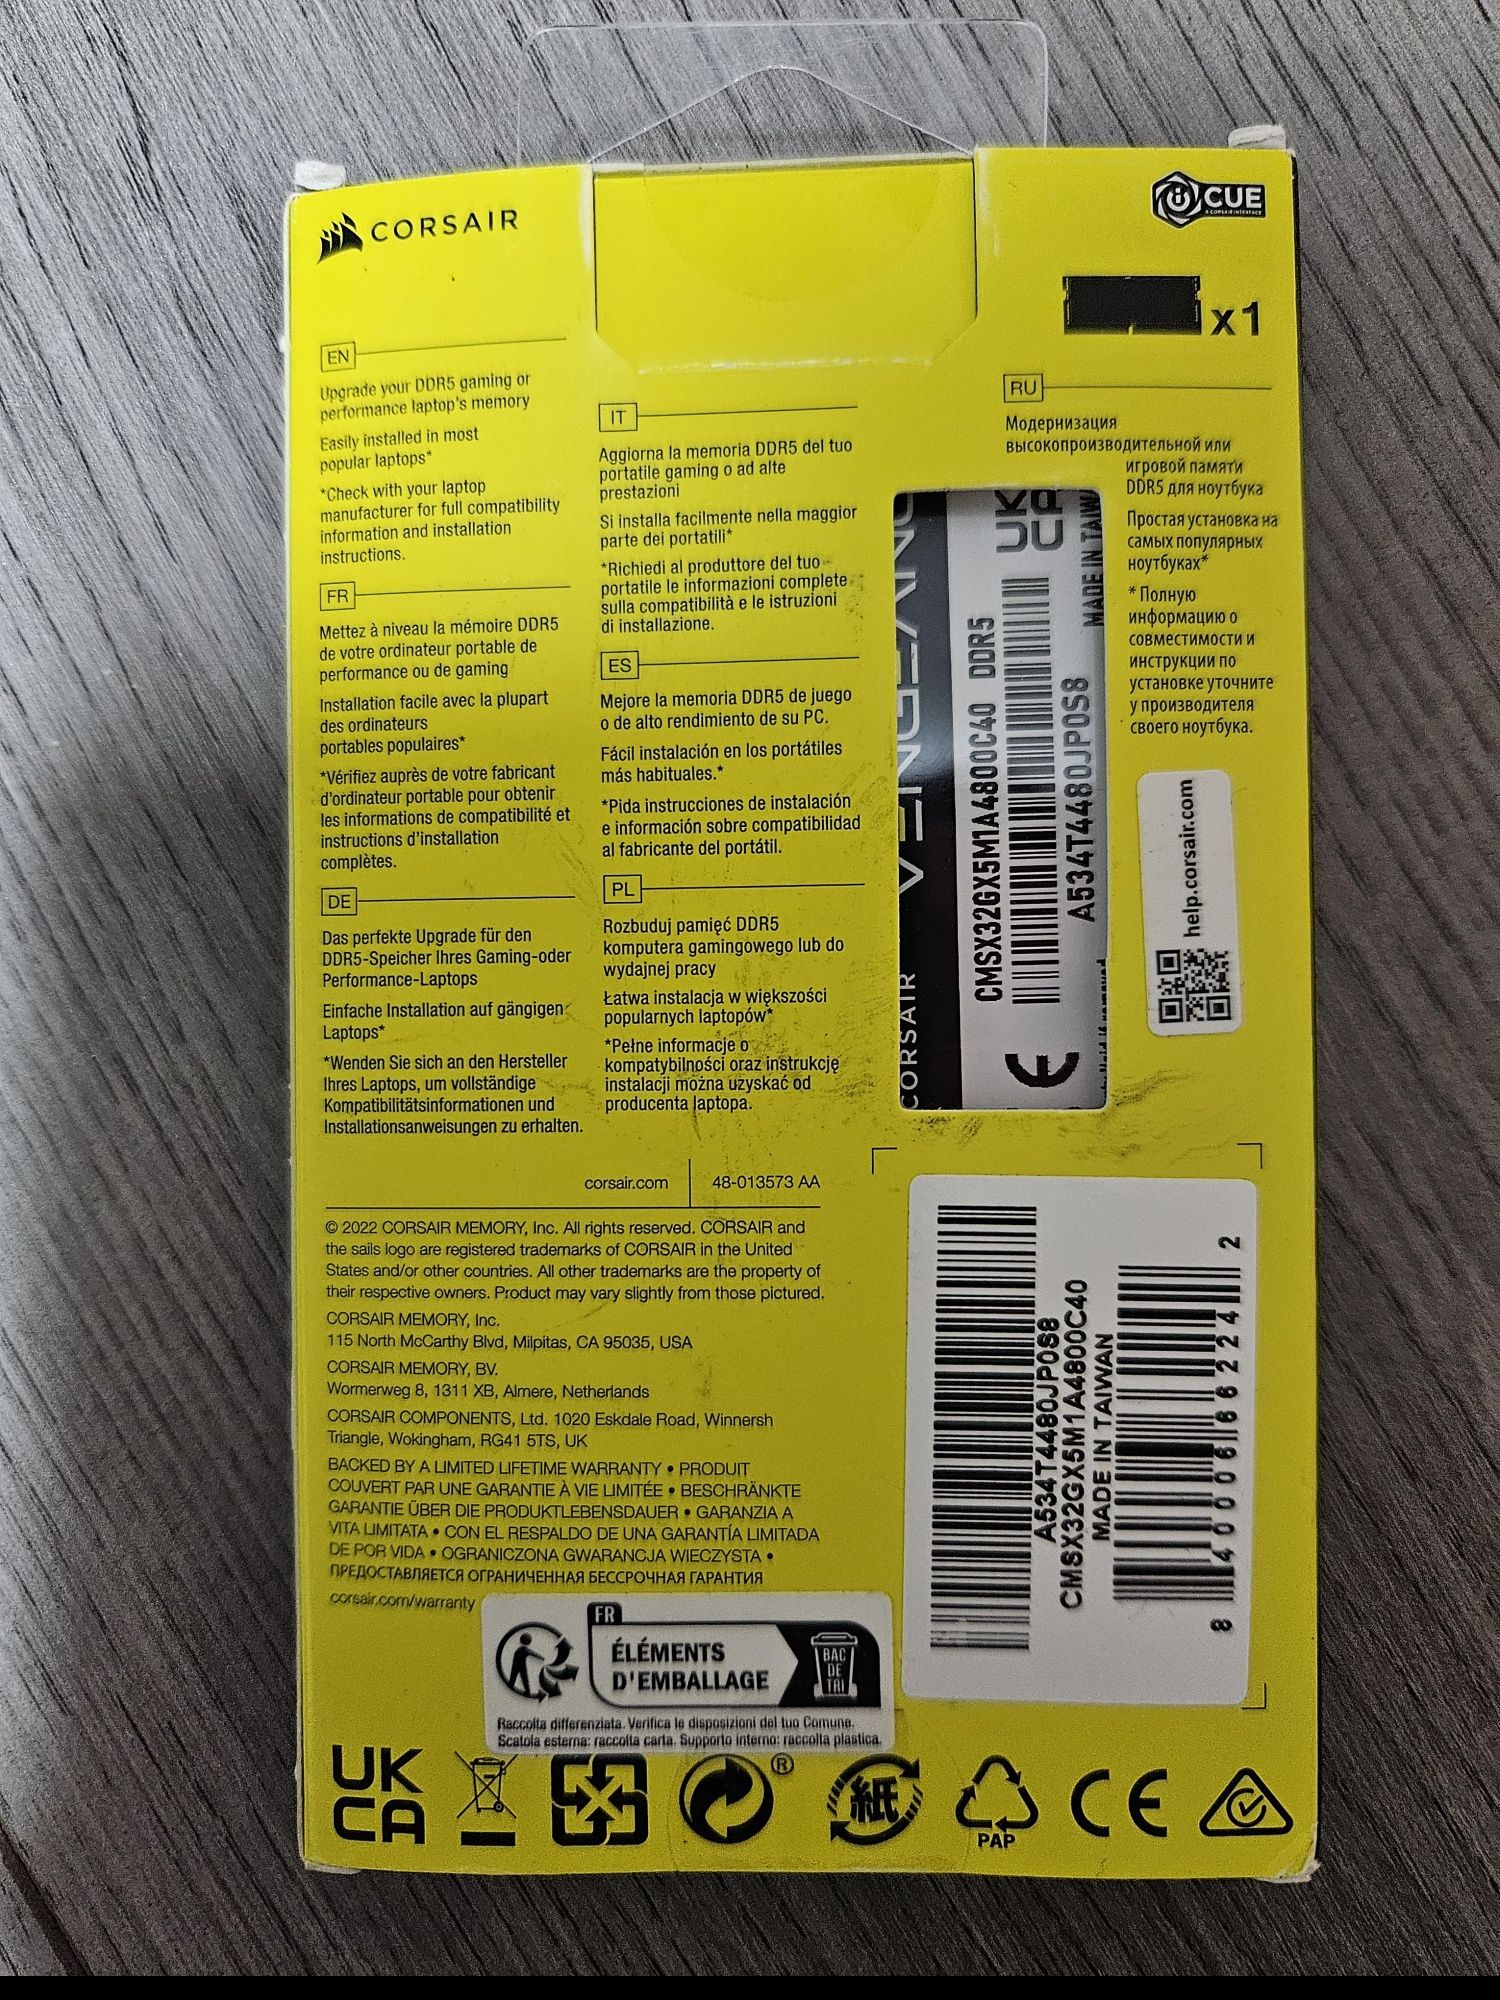 CORSAIR
iCUE
A CORSAIR INTERFACE
x1
EN
Upgrade your DDR5 gaming or
performance laptop's memory
Easily installed in most
popular laptops*
*Check with your laptop
manufacturer for full compatibility
information and installation
instructions.
FR
Mettez à niveau la mémoire DDR5
de votre ordinateur portable de
performance ou de gaming
Installation facile avec la plupart
des ordinateurs
portables populaires*
*Vérifiez auprès de votre fabricant
d'ordinateur portable pour obtenir
les informations de compatibilité et
instructions d'installation
complètes.
DE
Das perfekte Upgrade für den
DDR5-Speicher Ihres Gaming-oder
Performance-Laptops
Einfache Installation auf gängigen
Laptops*
*Wenden Sie sich an den Hersteller
Ihres Laptops, um vollständige
Kompatibilitätsinformationen und
Installationsanweisungen zu erhalten.
IT
Aggiorna la memoria DDR5 del tuo
portatile gaming o ad alte
prestazioni
Si installa facilmente nella maggior
parte dei portatili*
*Richiedi al produttore del tuo
portatile le informazioni complete
sulla compatibilità e le istruzioni
di installazione.
ES
Mejore la memoria DDR5 de juego
o de alto rendimiento de su PC.
Fácil instalación en los portátiles
más habituales.*
*Pida instrucciones de instalación
e información sobre compatibilidad
al fabricante del portátil.
PL
Rozbuduj pamięć DDR5
komputera gamingowego lub do
wydajnej pracy
Łatwa instalacja w większości
popularnych laptopów*
*Pełne informacje o
kompatybilności oraz instrukcję
instalacji można uzyskać od
producenta laptopa.
RU
Модернизация
высокопроизводительной или
игровой памяти
DDR5 для ноутбука
Простая установка на
самых популярных
ноутбуках*
* Полную
информацию о
совместимости и
инструкции по
установке уточните
у производителя
своего ноутбука.
CORSAIR VENGEANC
CMSX32GX5M1A4800C40 DDR5
A534T4480JP0S8
UK
CA
MADE IN TAIW
CE
if removed
help.corsair.com
corsair.com
48-013573 AA
© 2022 CORSAIR MEMORY, Inc. All rights reserved. CORSAIR and
the sails logo are registered trademarks of CORSAIR in the United
States and/or other countries. All other trademarks are the property of
their respective owners. Product may vary slightly from those pictured.
CORSAIR MEMORY, Inc.
115 North McCarthy Blvd, Milpitas, CA 95035, USA
CORSAIR MEMORY, BV.
Wormerweg 8, 1311 XB, Almere, Netherlands
CORSAIR COMPONENTS, Ltd. 1020 Eskdale Road, Winnersh
Triangle, Wokingham, RG41 5TS, UK
BACKED BY A LIMITED LIFETIME WARRANTY • PRODUIT
COUVERT PAR UNE GARANTIE À VIE LIMITÉE • BESCHRÄNKTE
GARANTIE ÜBER DIE PRODUKTLEBENSDAUER • GARANZIA A
VITA LIMITATA • CON EL RESPALDO DE UNA GARANTÍA LIMITADA
DE POR VIDA • OGRANICZONA GWARANCJA WIECZYSTA •
ПРЕДОСТАВЛЯЕТСЯ ОГРАНИЧЕННАЯ БЕССРОЧНАЯ ГАРАНТИЯ
corsair.com/warranty
A534T4480JP0S8
CMSX32GX5M1A4800C40
MADE IN TAIWAN
8 40006 66224 2
FR
ÉLÉMENTS
D'EMBALLAGE
BAC
DE
TRI
Raccolta differenziata. Verifica le disposizioni del tuo Comune.
Scatola esterna: raccolta carta. Supporto interno: raccolta plastica.
UK
CA
®
紙
PAP
CE